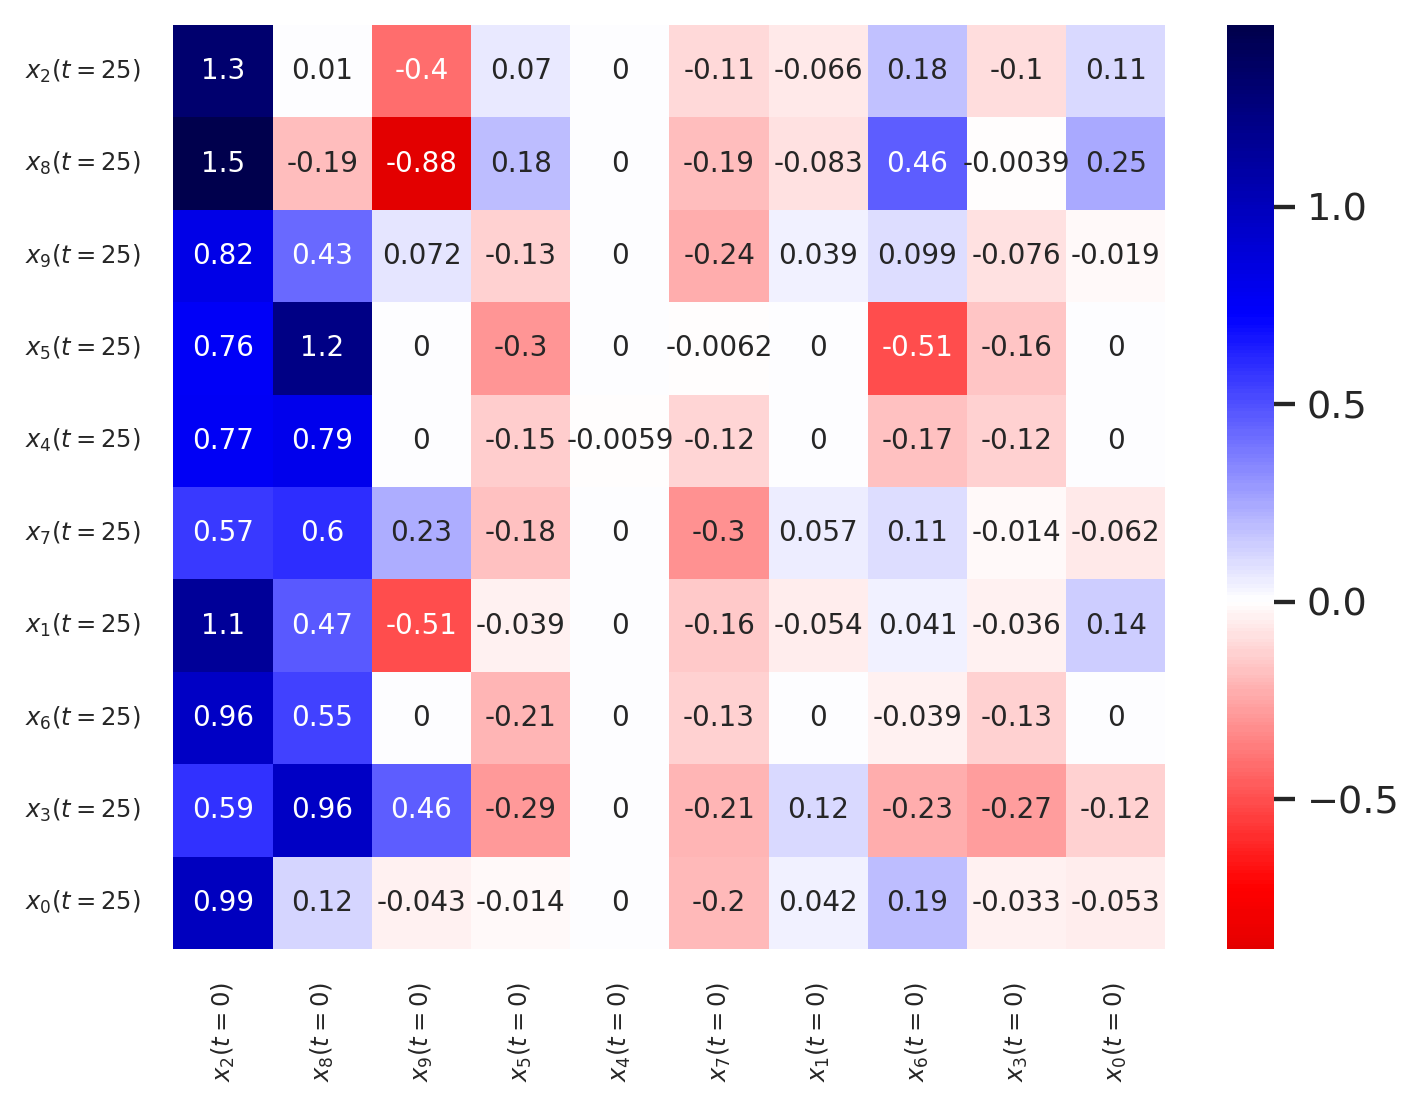 x₂(t = 25) 1.3 0.01 -0.4 0.07 0 -0.11 -0.066 0.18 -0.1 0.11
x₈(t = 25) 1.5 -0.19 -0.88 0.18 0 -0.19 -0.083 0.46 -0.0039 0.25
1.0
x₉(t = 25) 0.82 0.43 0.072 -0.13 0 -0.24 0.039 0.099 -0.076 -0.019
x₅(t = 25) 0.76 1.2 0 -0.3 0 -0.0062 0 -0.51 -0.16 0
0.5
x₄(t = 25) 0.77 0.79 0 -0.15 -0.0059 -0.12 0 -0.17 -0.12 0
x₇(t = 25) 0.57 0.6 0.23 -0.18 0 -0.3 0.057 0.11 -0.014 -0.062
0.0
x₁(t = 25) 1.1 0.47 -0.51 -0.039 0 -0.16 -0.054 0.041 -0.036 0.14
x₆(t = 25) 0.96 0.55 0 -0.21 0 -0.13 0 -0.039 -0.13 0
−0.5
x₃(t = 25) 0.59 0.96 0.46 -0.29 0 -0.21 0.12 -0.23 -0.27 -0.12
x₀(t = 25) 0.99 0.12 -0.043 -0.014 0 -0.2 0.042 0.19 -0.033 -0.053
x₂(t = 0) x₈(t = 0) x₉(t = 0) x₅(t = 0) x₄(t = 0) x₇(t = 0) x₁(t = 0) x₆(t = 0) x₃(t = 0) x₀(t = 0)